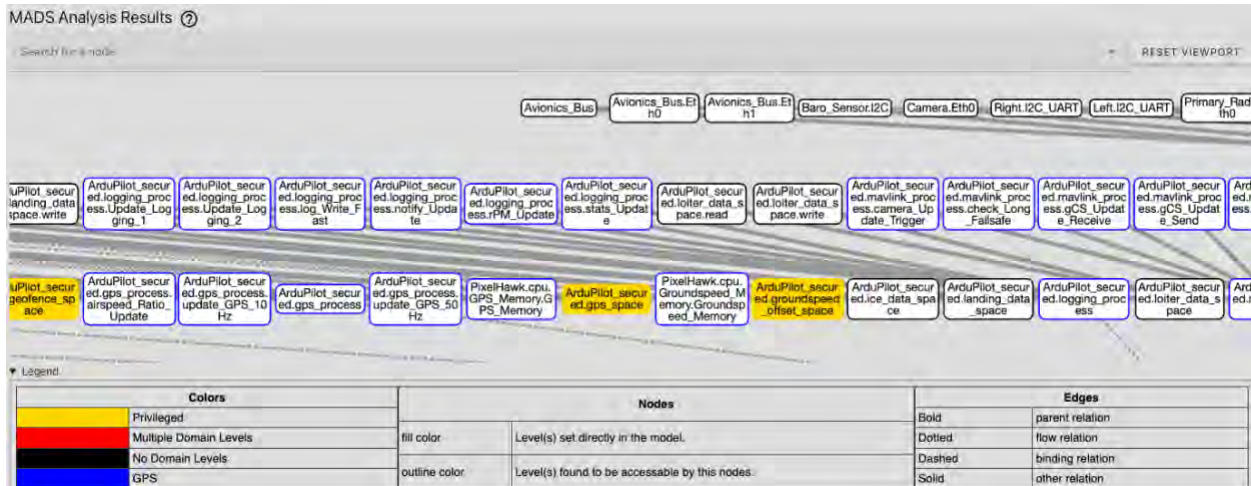 MADS Analysis Results ?
Search for a node
RESET VIEWPORT
Avionics_Bus
Avionics_Bus.Et
h0
Avionics_Bus.Et
h1
Baro_Sensor.I2C
Camera.Eth0
Right.I2C_UART
Left.I2C_UART
Primary_Rad
th0
uPilot_secur
landing_data
space.write
ArduPilot_secur
ed.logging_proc
ess.Update_Log
ging_1
ArduPilot_secur
ed.logging_proc
ess.Update_Lo
gging_2
ArduPilot_secur
ed.logging_proc
ess.log_Write_F
ast
ArduPilot_secur
ed.logging_proc
ess.notify_Upda
te
ArduPilot_secur
ed.logging_proc
ess.rPM_Update
ArduPilot_secur
ed.logging_proc
ess.stats_Updat
e
ArduPilot_secur
ed.loiter_data_s
pace.read
ArduPilot_secur
ed.loiter_data_s
pace.write
ArduPilot_secur
ed.mavlink_proc
ess.camera_Up
date_Trigger
ArduPilot_secur
ed.mavlink_proc
ess.check_Long
_Failsafe
ArduPilot_secur
ed.mavlink_proc
ess.gCS_Updat
e_Receive
ArduPilot_secur
ed.mavlink_proc
ess.gCS_Updat
e_Send
uPilot_secur
geofence_sp
ace
ArduPilot_secur
ed.gps_process.
airspeed_Ratio_
Update
ArduPilot_secur
ed.gps_process.
update_GPS_10
Hz
ArduPilot_secur
ed.gps_process
ArduPilot_secur
ed.gps_process.
update_GPS_50
Hz
PixelHawk.cpu.
GPS_Memory.G
PS_Memory
ArduPilot_secur
ed.gps_space
PixelHawk.cpu.
Groundspeed_M
emory.Groundsp
eed_Memory
ArduPilot_secur
ed.groundspeed
_offset_space
ArduPilot_secur
ed.ice_data_spa
ce
ArduPilot_secur
ed.landing_data
_space
ArduPilot_secur
ed.logging_proc
ess
ArduPilot_secur
ed.loiter_data_s
pace
Legend
Colors
Privileged
Multiple Domain Levels
No Domain Levels
GPS
Nodes
fill color Level(s) set directly in the model.
outline color Level(s) found to be accessable by this nodes.
Edges
Bold parent relation
Dotted flow relation
Dashed binding relation
Solid other relation